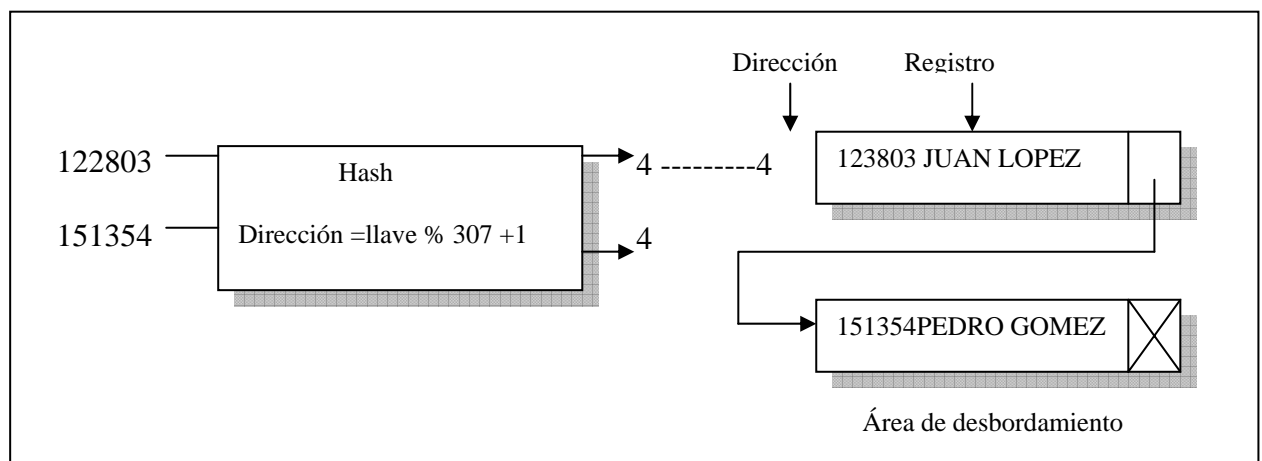 Dirección Registro
122803 Hash 4 ---------4 123803 JUAN LOPEZ
151354 Dirección =llave % 307 +1 4
151354PEDRO GOMEZ
Área de desbordamiento